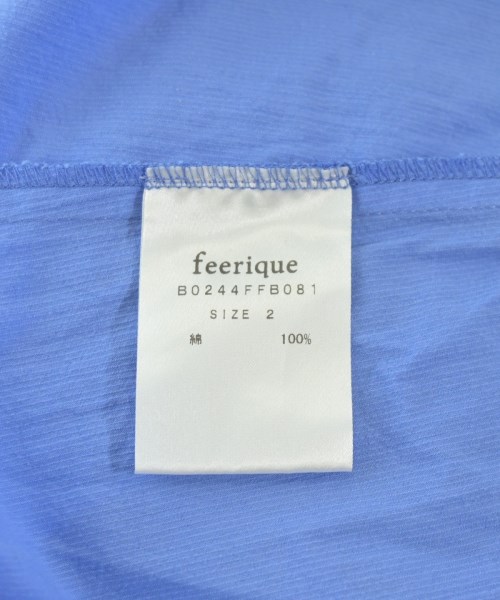 feerique
B0244FFB081
SIZE 2
綿 100%